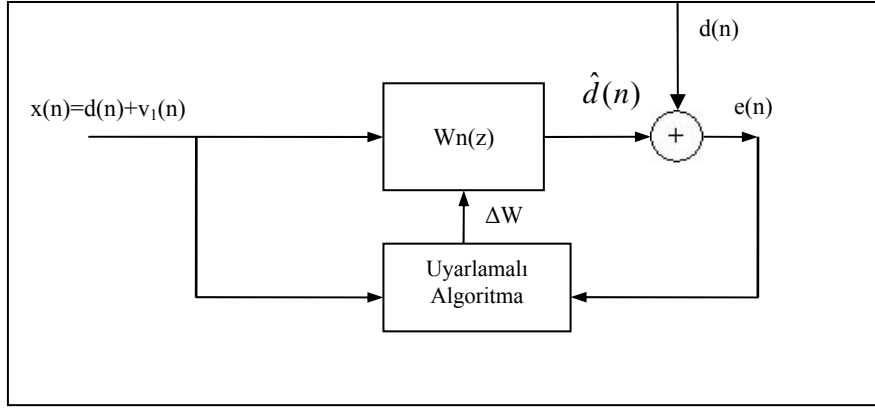 d(n)
x(n)=d(n)+v₁(n)
Wn(z)
d̂(n)
+
e(n)
ΔW
Uyarlamalı
Algoritma